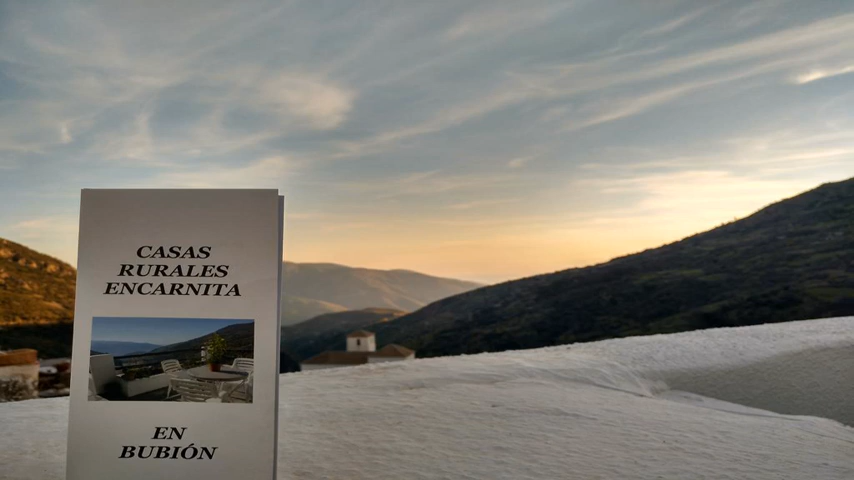 CASAS
RURALES
ENCARNITA
EN
BUBIÓN